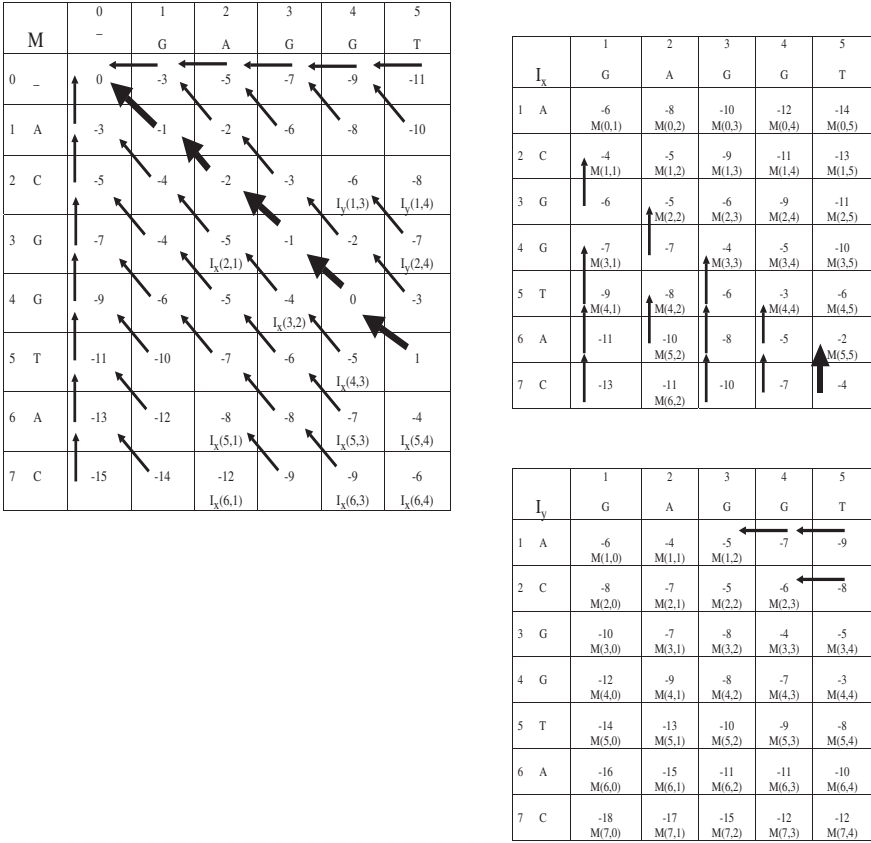 0 1 2 3 4 5
M – G A G G T
0 – 0 -3 -5 -7 -9 -11
1 A -3 -1 -2 -6 -8 -10
2 C -5 -4 -2 -3 -6 -8
Iy(1,3) Iy(1,4)
3 G -7 -4 -5 -1 -2 -7
Ix(2,1) Iy(2,4)
4 G -9 -6 -5 -4 0 -3
Ix(3,2)
5 T -11 -10 -7 -6 -5 1
Ix(4,3)
6 A -13 -12 -8 -8 -7 -4
Ix(5,1) Ix(5,3) Ix(5,4)
7 C -15 -14 -12 -9 -9 -6
Ix(6,1) Ix(6,3) Ix(6,4)
1 2 3 4 5
Ix G A G G T
1 A -6 -8 -10 -12 -14
M(0,1) M(0,2) M(0,3) M(0,4) M(0,5)
2 C -4 -5 -9 -11 -13
M(1,1) M(1,2) M(1,3) M(1,4) M(1,5)
3 G -6 -5 -6 -9 -11
M(2,2) M(2,3) M(2,4) M(2,5)
4 G -7 -7 -4 -5 -10
M(3,1) M(3,3) M(3,4) M(3,5)
5 T -9 -8 -6 -3 -6
M(4,1) M(4,2) M(4,4) M(4,5)
6 A -11 -10 -8 -5 -2
M(5,2) M(5,5)
7 C -13 -11 -10 -7 -4
M(6,2)
1 2 3 4 5
Iy G A G G T
1 A -6 -4 -5 -7 -9
M(1,0) M(1,1) M(1,2)
2 C -8 -7 -5 -6 -8
M(2,0) M(2,1) M(2,2) M(2,3)
3 G -10 -7 -8 -4 -5
M(3,0) M(3,1) M(3,2) M(3,3) M(3,4)
4 G -12 -9 -8 -7 -3
M(4,0) M(4,1) M(4,2) M(4,3) M(4,4)
5 T -14 -13 -10 -9 -8
M(5,0) M(5,1) M(5,2) M(5,3) M(5,4)
6 A -16 -15 -11 -11 -10
M(6,0) M(6,1) M(6,2) M(6,3) M(6,4)
7 C -18 -17 -15 -12 -12
M(7,0) M(7,1) M(7,2) M(7,3) M(7,4)